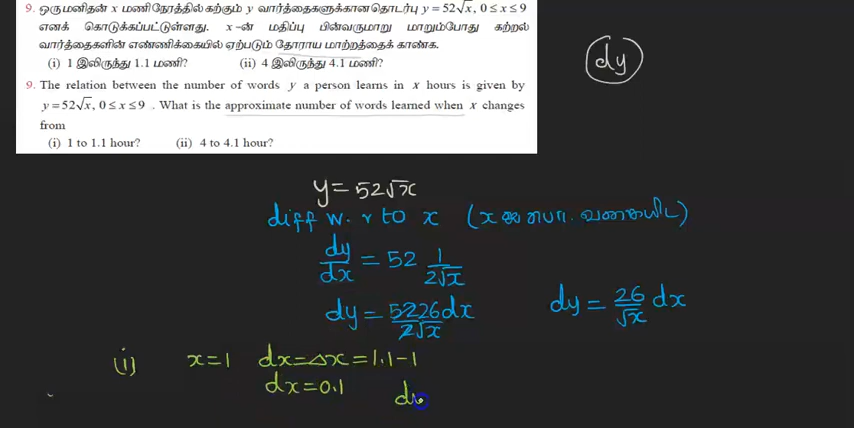 9. ஒரு மனிதன் x மணி நேரத்தில் கற்கும் y வார்த்தைகளுக்கான தொடர்பு y = 52√x, 0 ≤ x ≤ 9
எனக் கொடுக்கப்பட்டுள்ளது. x-ன் மதிப்பு பின்வருமாறு மாறும்போது கற்றல்
வார்த்தைகளின் எண்ணிக்கையில் ஏற்படும் தோராய மாற்றத்தைக் காண்க.
(i) 1 இலிருந்து 1.1 மணி? (ii) 4 இலிருந்து 4.1 மணி?
9. The relation between the number of words y a person learns in x hours is given by
y = 52√x, 0 ≤ x ≤ 9 . What is the approximate number of words learned when x changes
from
(i) 1 to 1.1 hour? (ii) 4 to 4.1 hour?
dy
y = 52√x
diff w. r to x (x ஐ பொ. வகையிட)
dy/dx = 52 1/2√x
dy = 52 26/2√x dx dy = 26/√x dx
(i) x=1 dx=Δx = 1.1-1
dx = 0.1